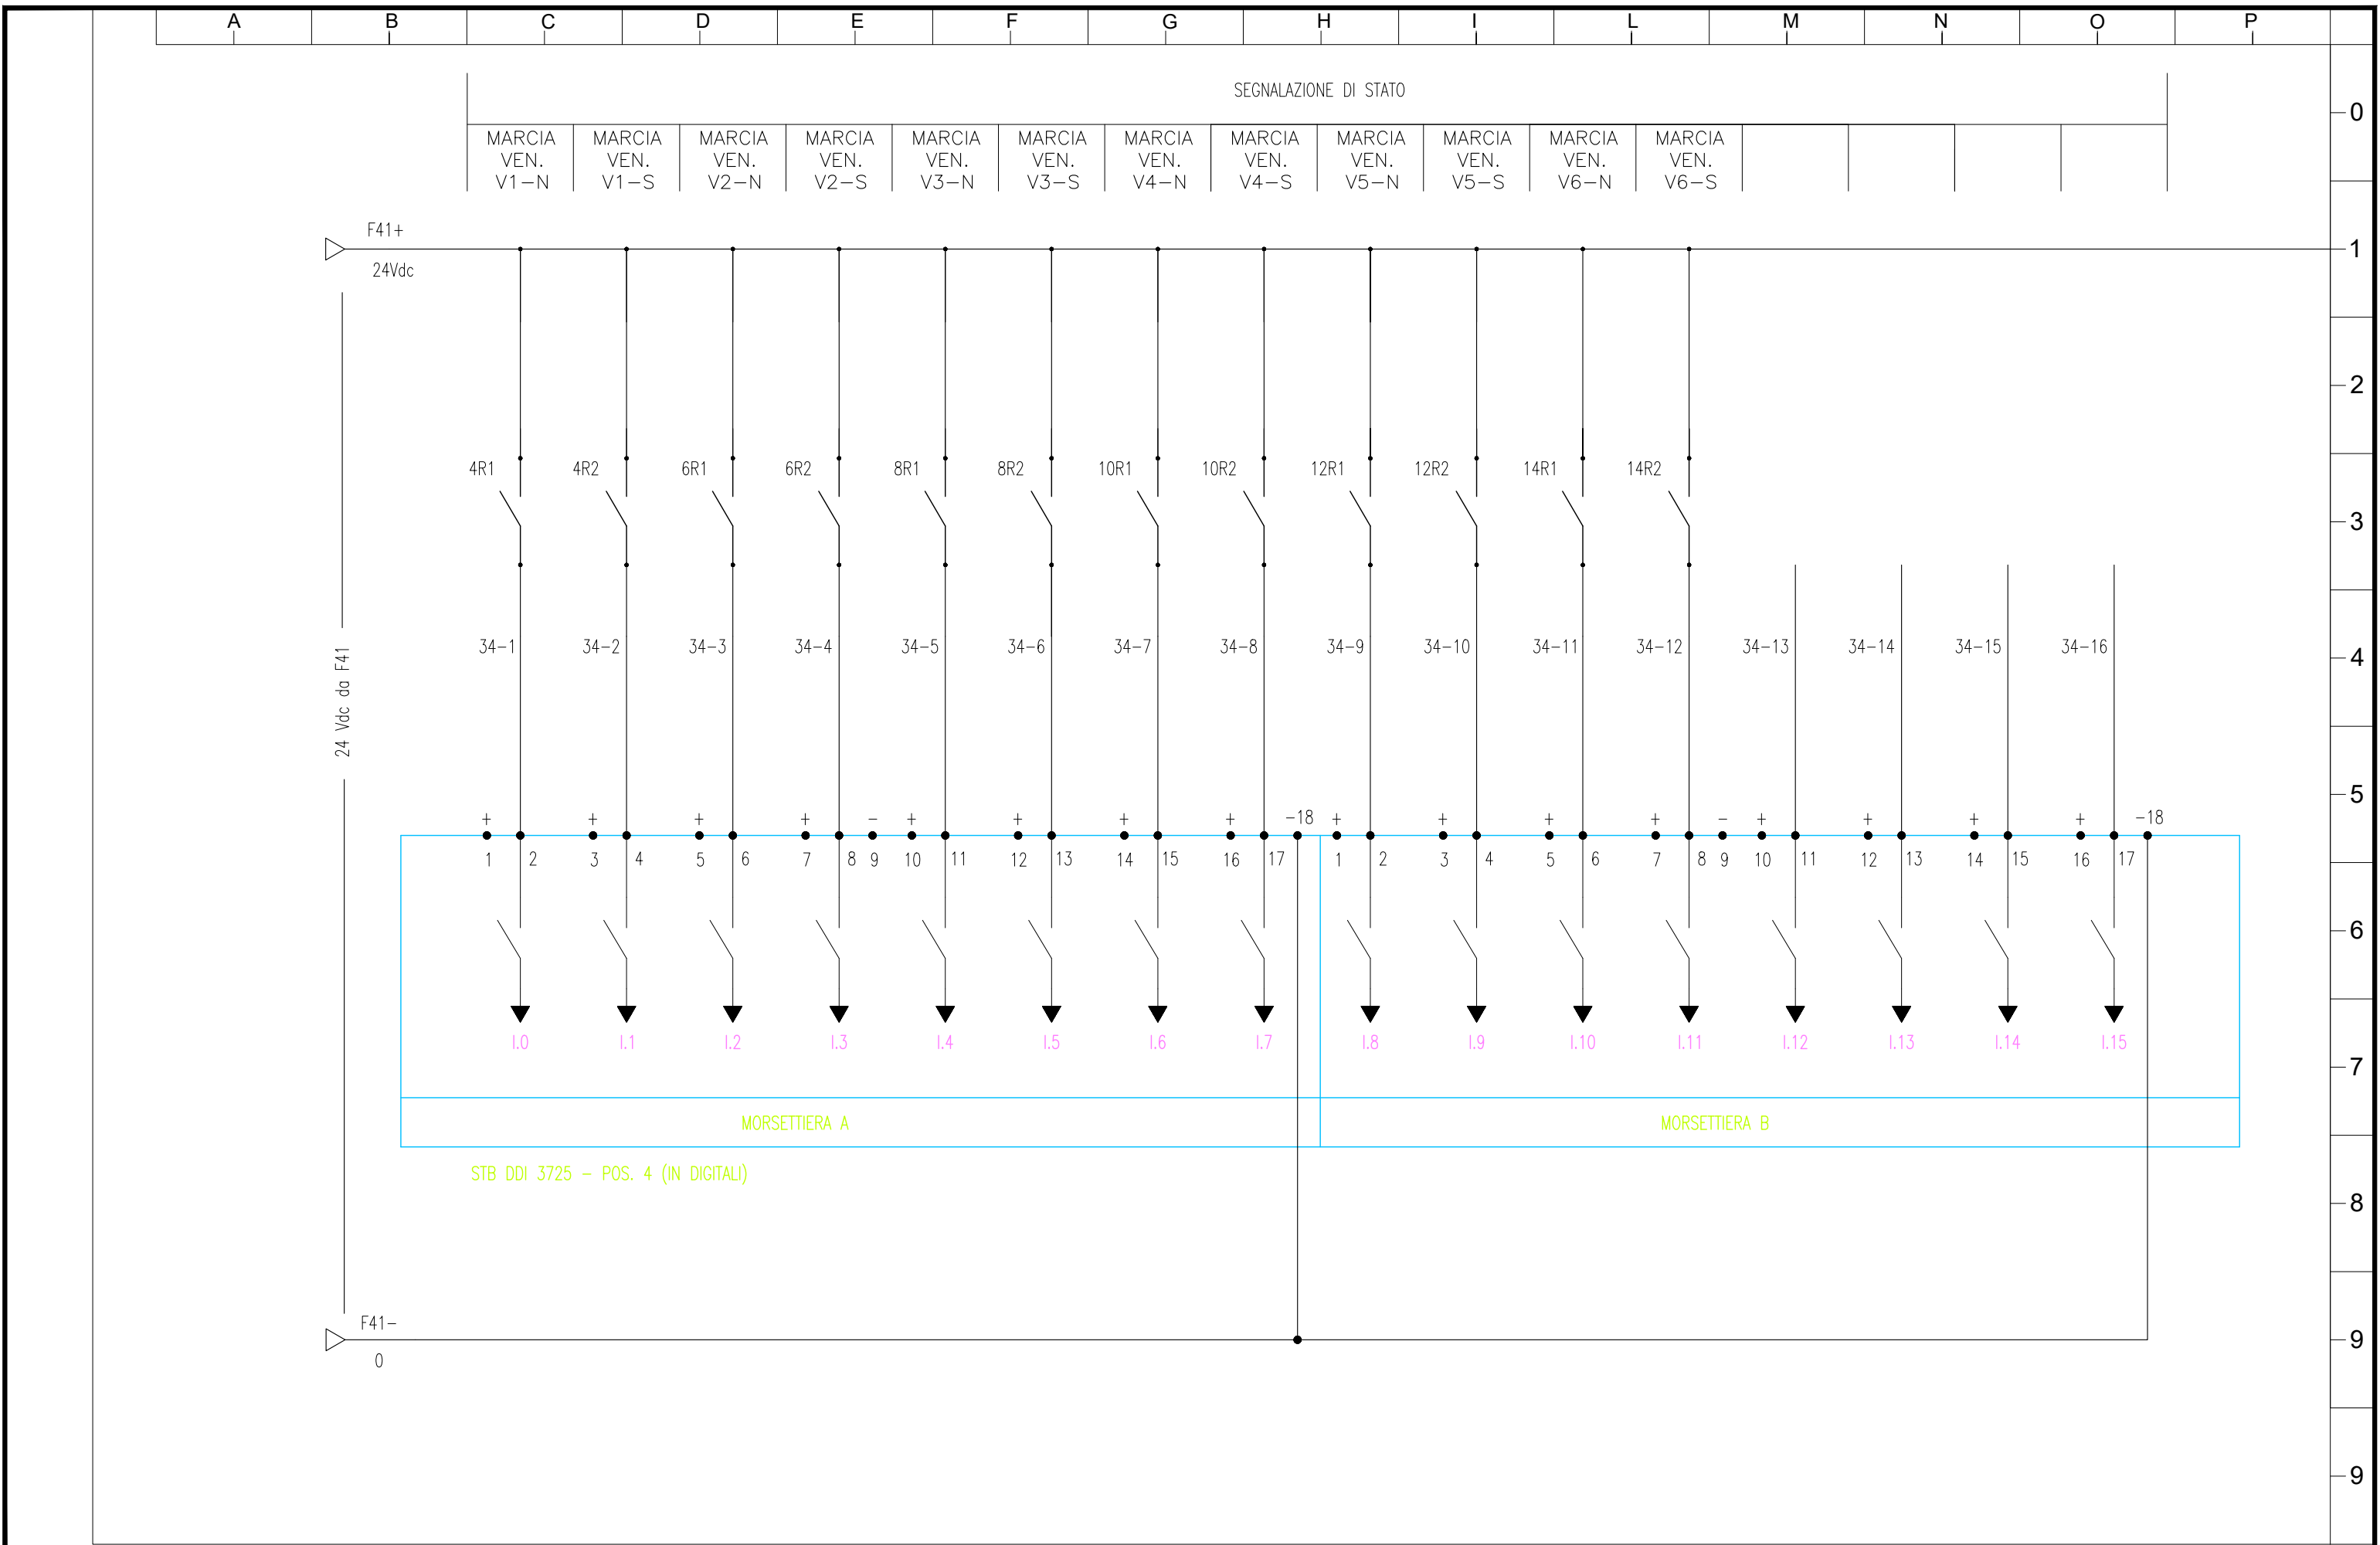 A B C D E F G H I L M N O P
SEGNALAZIONE DI STATO
0
MARCIA MARCIA MARCIA MARCIA MARCIA MARCIA MARCIA MARCIA MARCIA MARCIA MARCIA MARCIA
VEN. VEN. VEN. VEN. VEN. VEN. VEN. VEN. VEN. VEN. VEN. VEN.
V1-N V1-S V2-N V2-S V3-N V3-S V4-N V4-S V5-N V5-S V6-N V6-S
F41+
1
24Vdc
2
4R1 4R2 6R1 6R2 8R1 8R2 10R1 10R2 12R1 12R2 14R1 14R2
3
34-1 34-2 34-3 34-4 34-5 34-6 34-7 34-8 34-9 34-10 34-11 34-12 34-13 34-14 34-15 34-16
4
24 Vdc da F41
5
+ + + + - + + + + -18 + + + + - + + + + -18
1 2 3 4 5 6 7 8 9 10 11 12 13 14 15 16 17 1 2 3 4 5 6 7 8 9 10 11 12 13 14 15 16 17
6
I.0 I.1 I.2 I.3 I.4 I.5 I.6 I.7 I.8 I.9 I.10 I.11 I.12 I.13 I.14 I.15
7
MORSETTIERA A MORSETTIERA B
STB DDI 3725 - POS. 4 (IN DIGITALI)
8
F41-
9
0
9